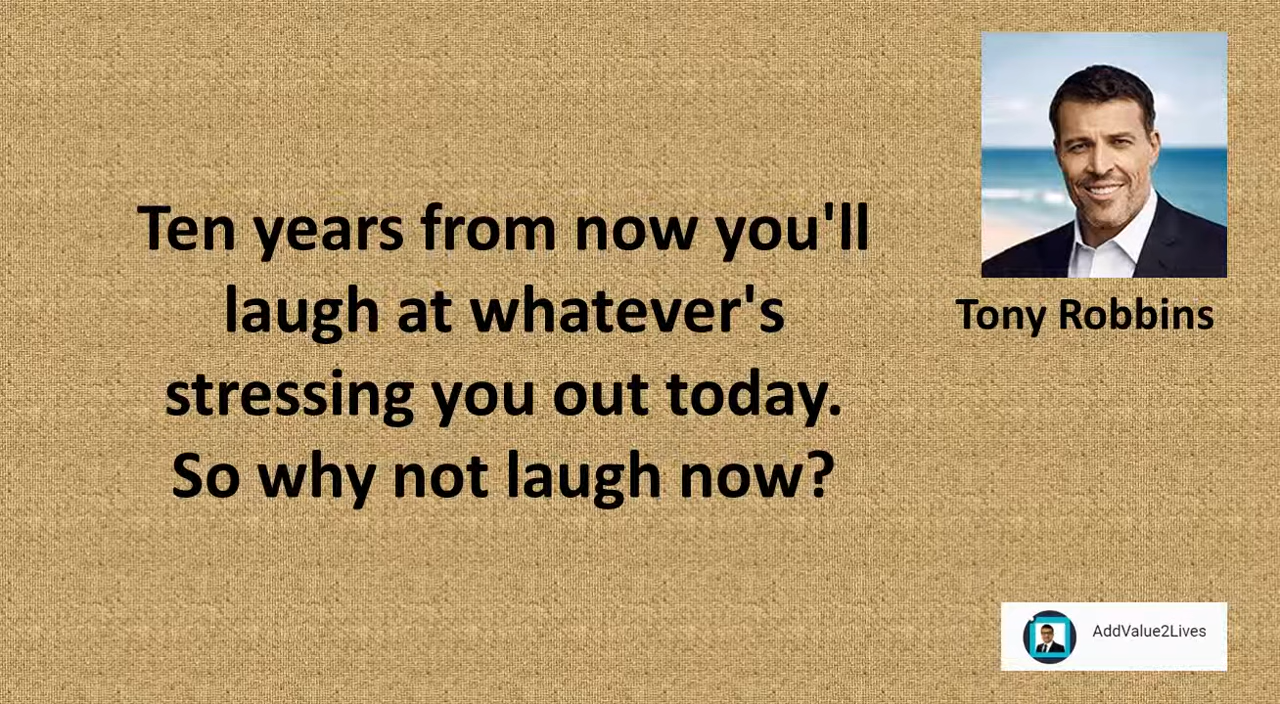 Ten years from now you'll
laugh at whatever's
stressing you out today.
So why not laugh now?
Tony Robbins
AddValue2Lives